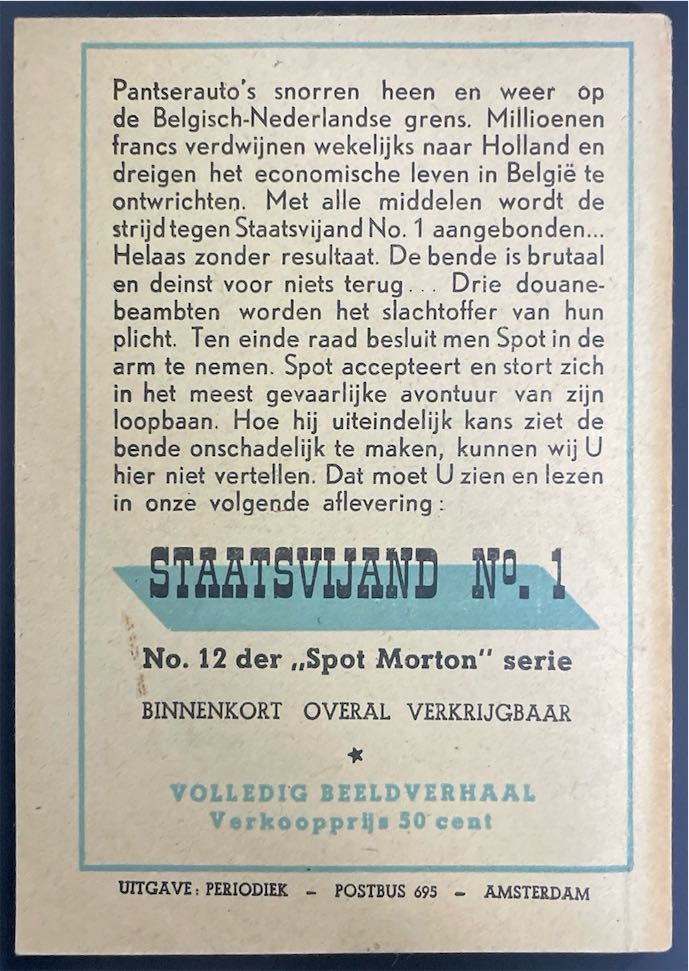 Pantserauto's snorren heen en weer op
de Belgisch-Nederlandse grens. Millioenen
francs verdwijnen wekelijks naar Holland en
dreigen het economische leven in België te
ontwrichten. Met alle middelen wordt de
strijd tegen Staatsvijand No. 1 aangebonden...
Helaas zonder resultaat. De bende is brutaal
en deinst voor niets terug... Drie douane-
beambten worden het slachtoffer van hun
plicht. Ten einde raad besluit men Spot in de
arm te nemen. Spot accepteert en stort zich
in het meest gevaarlijke avontuur van zijn
loopbaan. Hoe hij uiteindelijk kans ziet de
bende onschadelijk te maken, kunnen wij U
hier niet vertellen. Dat moet U zien en lezen
in onze volgende aflevering:
STAATSVIJAND No. 1
No. 12 der „Spot Morton" serie
BINNENKORT OVERAL VERKRIJGBAAR
VOLLEDIG BEELDVERHAAL
Verkoopprijs 50 cent
UITGAVE: PERIODIEK – POSTBUS 695 – AMSTERDAM